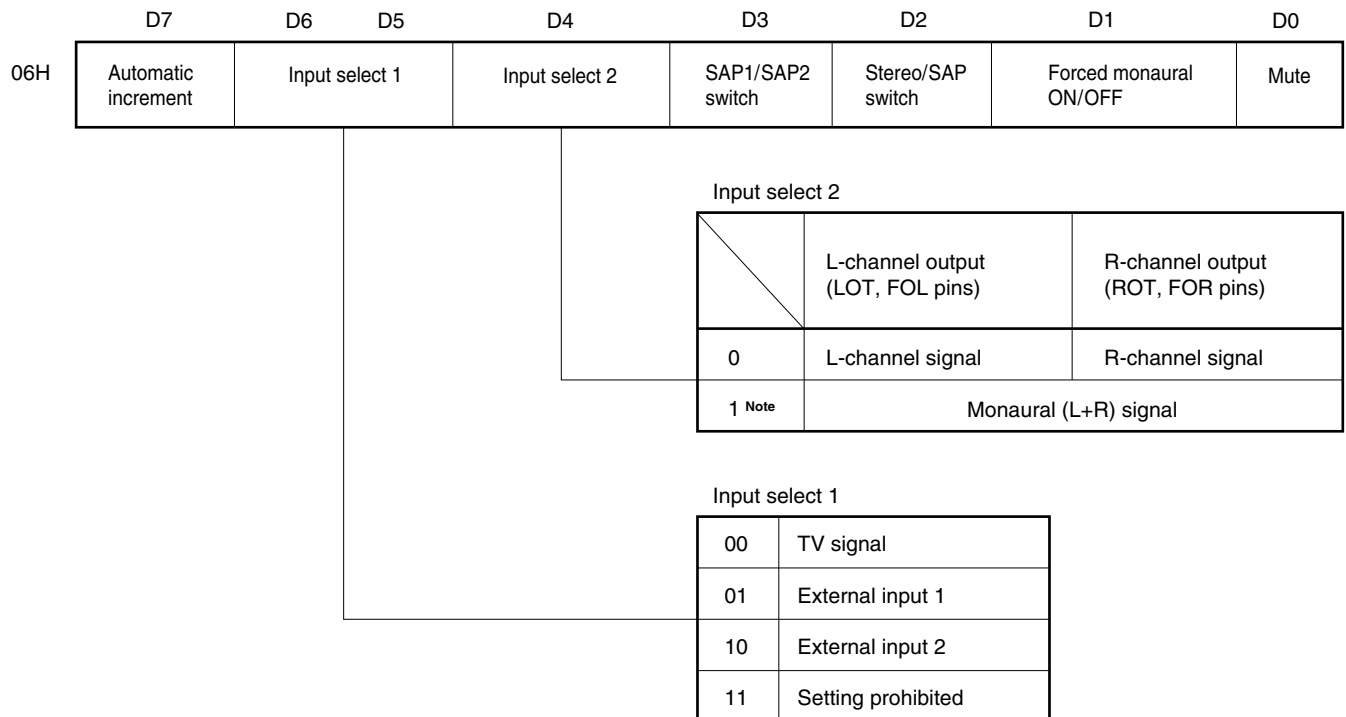 D7 D6 D5 D4 D3 D2 D1 D0
06H Automatic increment Input select 1 Input select 2 SAP1/SAP2 switch Stereo/SAP switch Forced monaural ON/OFF Mute
Input select 2
L-channel output (LOT, FOL pins) R-channel output (ROT, FOR pins)
0 L-channel signal R-channel signal
1 Note Monaural (L+R) signal
Input select 1
00 TV signal
01 External input 1
10 External input 2
11 Setting prohibited